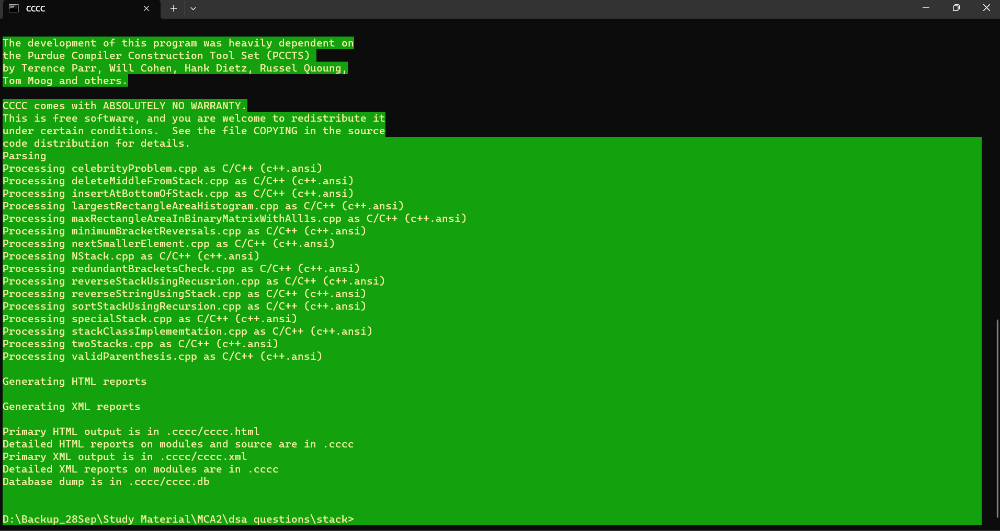 CCCC
The development of this program was heavily dependent on
the Purdue Compiler Construction Tool Set (PCCTS)
by Terence Parr, Will Cohen, Hank Dietz, Russel Quoung,
Tom Moog and others.
CCCC comes with ABSOLUTELY NO WARRANTY.
This is free software, and you are welcome to redistribute it
under certain conditions.  See the file COPYING in the source
code distribution for details.
Parsing
Processing celebrityProblem.cpp as C/C++ (c++.ansi)
Processing deleteMiddleFromStack.cpp as C/C++ (c++.ansi)
Processing insertAtBottomOfStack.cpp as C/C++ (c++.ansi)
Processing largestRectangleAreaHistogram.cpp as C/C++ (c++.ansi)
Processing maxRectangleAreaInBinaryMatrixWithAll1s.cpp as C/C++ (c++.ansi)
Processing minimumBracketReversals.cpp as C/C++ (c++.ansi)
Processing nextSmallerElement.cpp as C/C++ (c++.ansi)
Processing NStack.cpp as C/C++ (c++.ansi)
Processing redundantBracketsCheck.cpp as C/C++ (c++.ansi)
Processing reverseStackUsingRecusrion.cpp as C/C++ (c++.ansi)
Processing reverseStringUsingStack.cpp as C/C++ (c++.ansi)
Processing sortStackUsingRecursion.cpp as C/C++ (c++.ansi)
Processing specialStack.cpp as C/C++ (c++.ansi)
Processing stackClassImplememtation.cpp as C/C++ (c++.ansi)
Processing twoStacks.cpp as C/C++ (c++.ansi)
Processing validParenthesis.cpp as C/C++ (c++.ansi)
Generating HTML reports
Generating XML reports
Primary HTML output is in .cccc/cccc.html
Detailed HTML reports on modules and source are in .cccc
Primary XML output is in .cccc/cccc.xml
Detailed XML reports on modules are in .cccc
Database dump is in .cccc/cccc.db
D:\Backup_28Sep\Study Material\MCA2\dsa questions\stack>